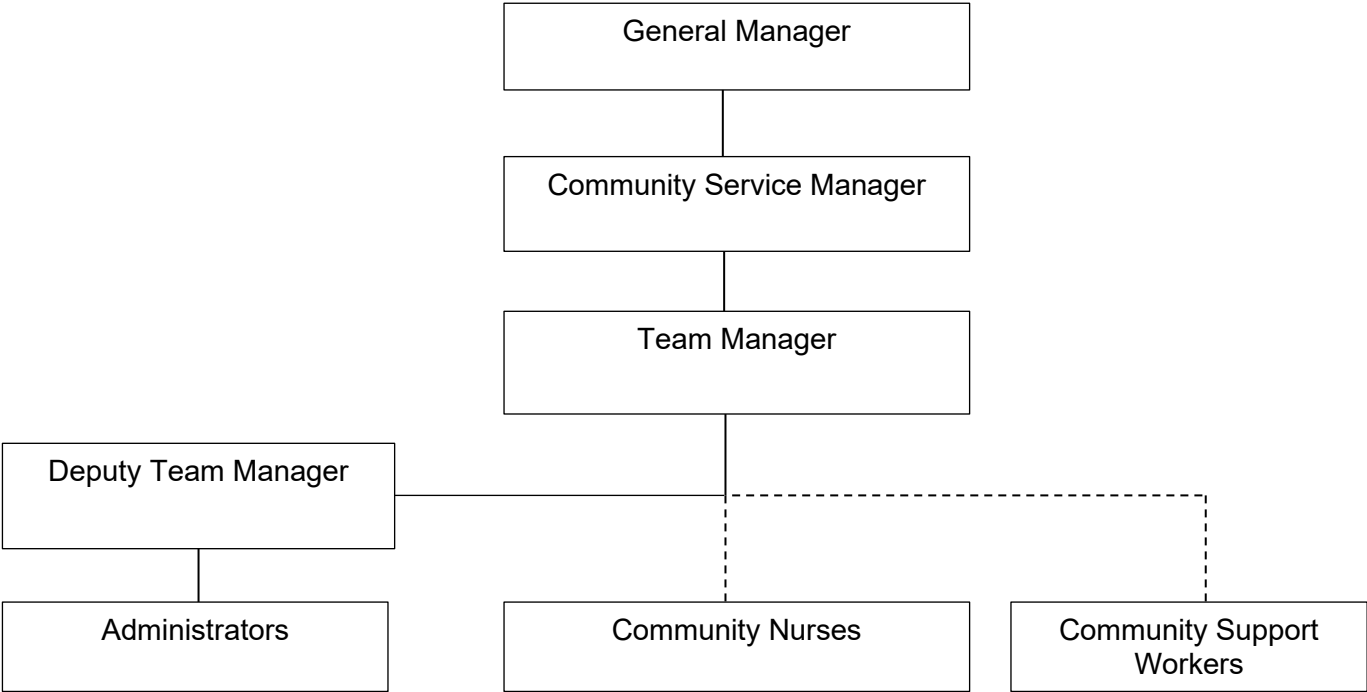 General Manager
Community Service Manager
Team Manager
Deputy Team Manager
Administrators
Community Nurses
Community Support
Workers